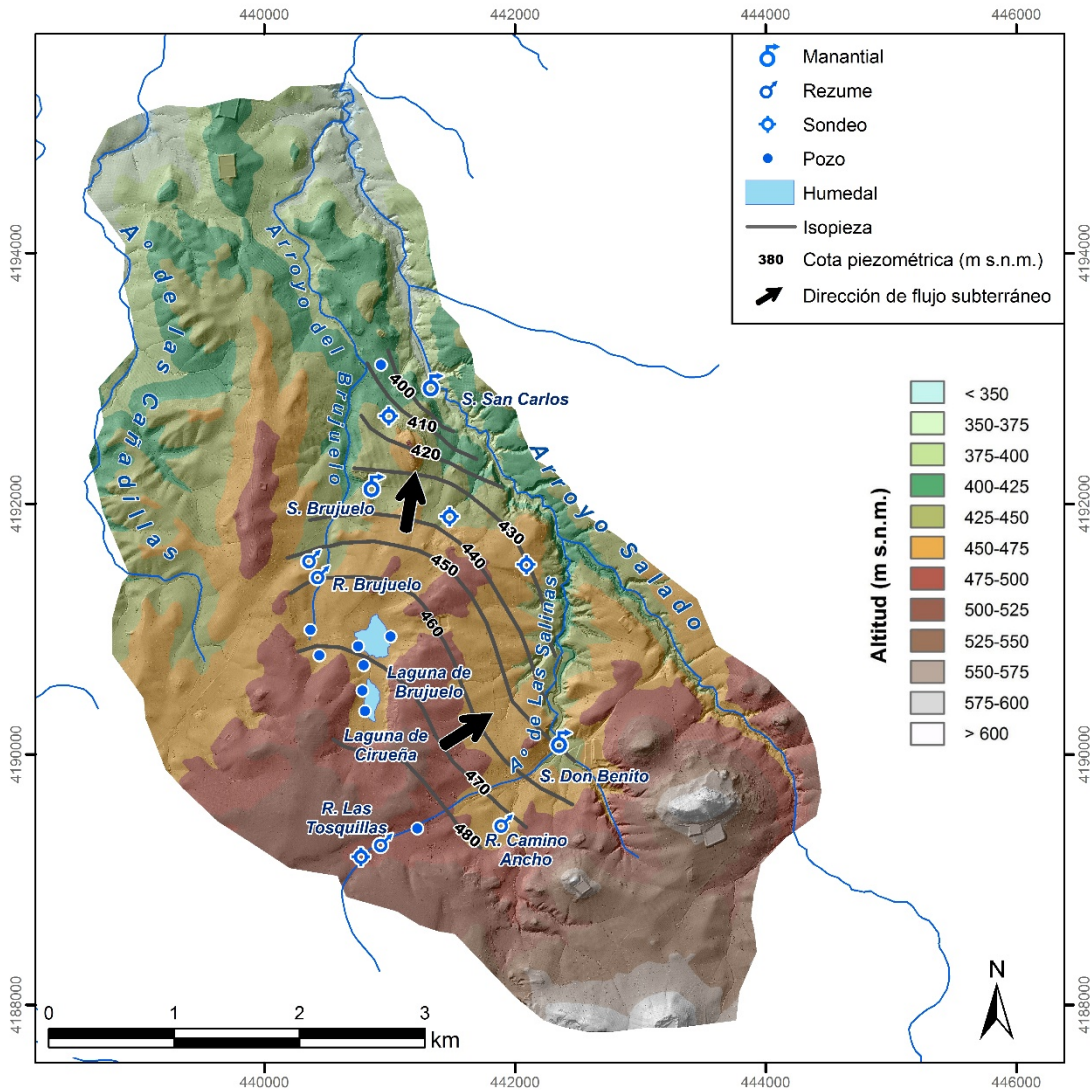 440000
442000
444000
446000
Manantial
Rezume
Sondeo
Pozo
Humedal
Isopieza
380 Cota piezométrica (m s.n.m.)
Dirección de flujo subterráneo
4194000
4194000
4192000
4192000
4190000
4190000
4188000
4188000
Aº de las Cañadillas
Arroyo del Brujuelo
400
410
420
430
440
450
460
470
480
S. San Carlos
Arroyo Salado
S. Brujuelo
R. Brujuelo
Laguna de
Brujuelo
Laguna de
Cirueña
Aº de Las Salinas
S. Don Benito
R. Las
Tosquillas
R. Camino
Ancho
Altitud (m s.n.m.)
< 350
350-375
375-400
400-425
425-450
450-475
475-500
500-525
525-550
550-575
575-600
> 600
0
1
2
3
km
N
440000
442000
444000
446000